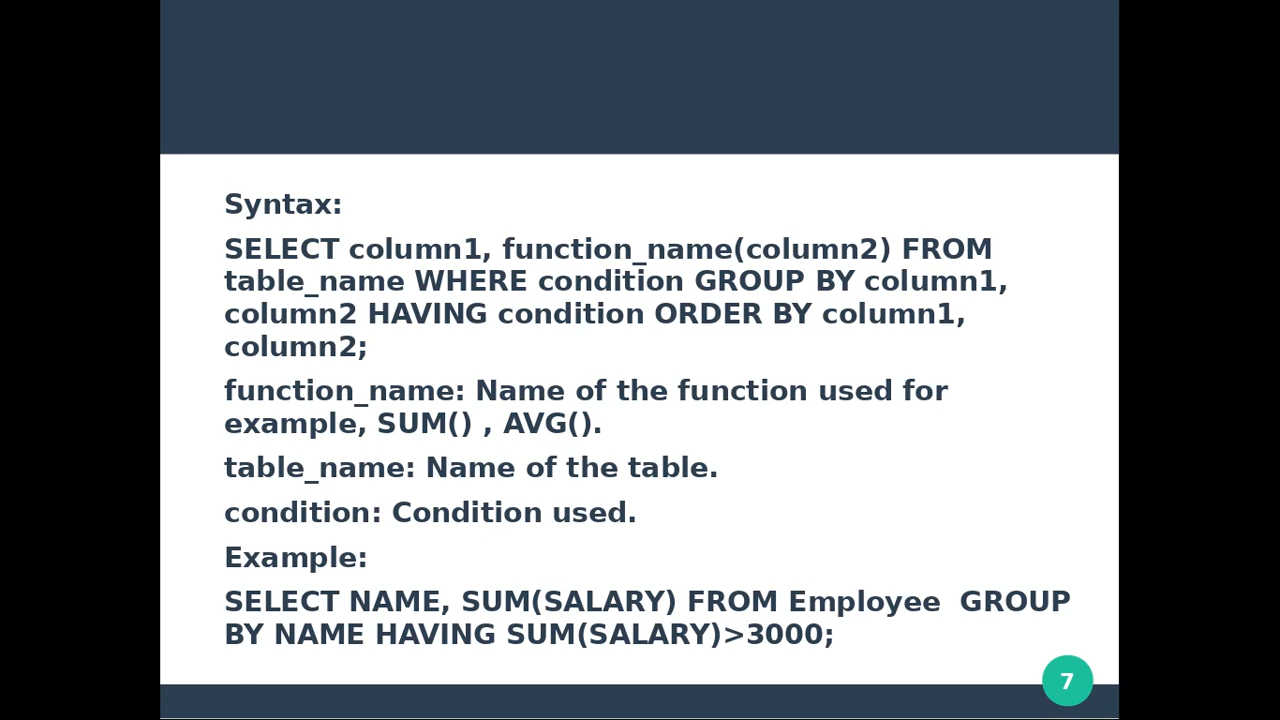 Syntax:
SELECT column1, function_name(column2) FROM
table_name WHERE condition GROUP BY column1,
column2 HAVING condition ORDER BY column1,
column2;
function_name: Name of the function used for
example, SUM() , AVG().
table_name: Name of the table.
condition: Condition used.
Example:
SELECT NAME, SUM(SALARY) FROM Employee  GROUP
BY NAME HAVING SUM(SALARY)>3000;
7